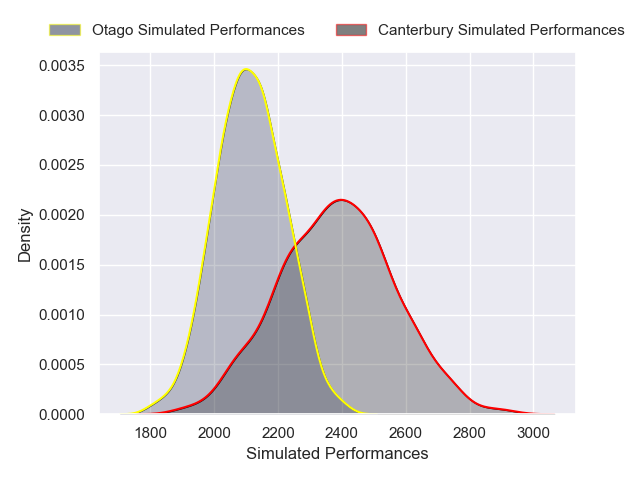 Otago Simulated Performances
Canterbury Simulated Performances
0.0035
0.0030
0.0025
0.0020
0.0015
0.0010
0.0005
0.0000
Density
1800 2000 2200 2400 2600 2800 3000
Simulated Performances